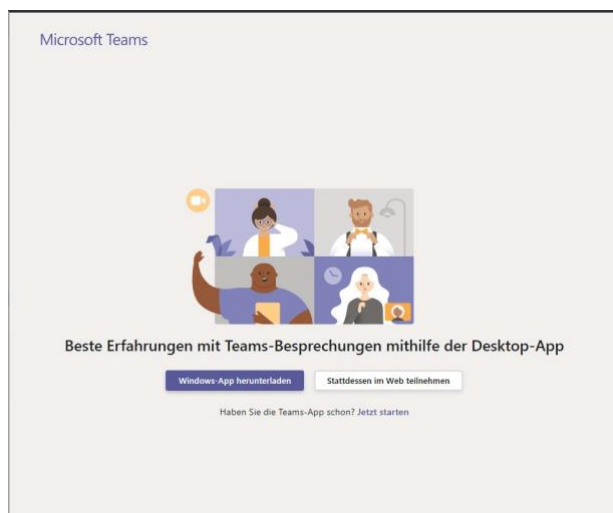 Microsoft Teams
Beste Erfahrungen mit Teams-Besprechungen mithilfe der Desktop-App
Windows-App herunterladen
Stattdessen im Web teilnehmen
Haben Sie die Teams-App schon? Jetzt starten